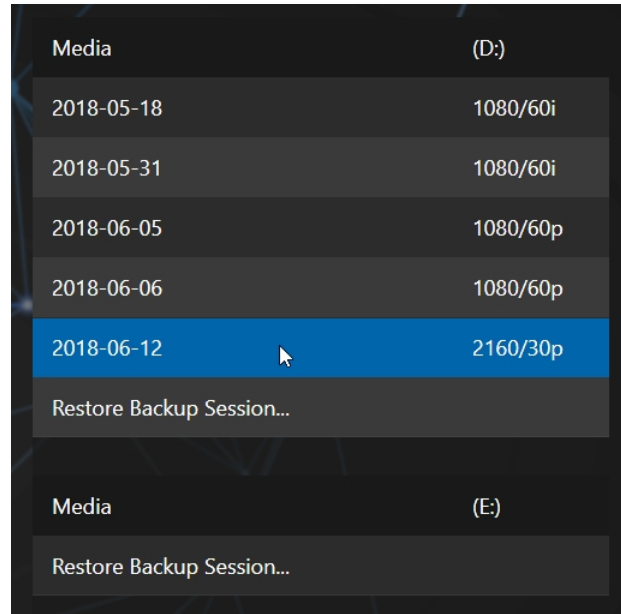 Media (D:)
2018-05-18 1080/60i
2018-05-31 1080/60i
2018-06-05 1080/60p
2018-06-06 1080/60p
2018-06-12 2160/30p
Restore Backup Session...
Media (E:)
Restore Backup Session...